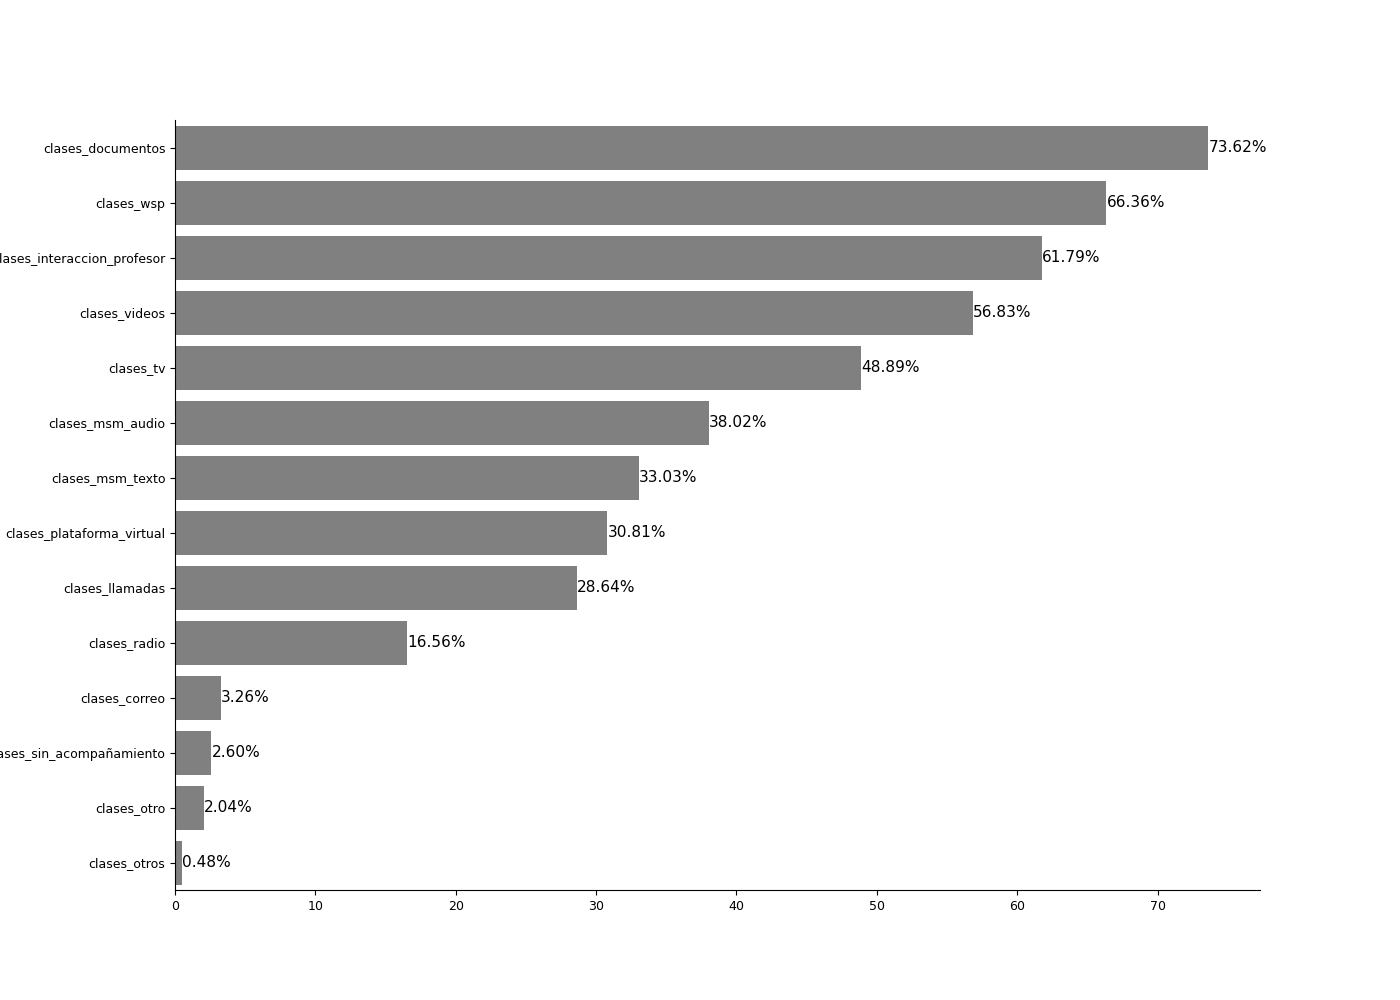 clases_documentos 73.62%
clases_wsp 66.36%
lases_interaccion_profesor 61.79%
clases_videos 56.83%
clases_tv 48.89%
clases_msm_audio 38.02%
clases_msm_texto 33.03%
clases_plataforma_virtual 30.81%
clases_llamadas 28.64%
clases_radio 16.56%
clases_correo 3.26%
ases_sin_acompañamiento 2.60%
clases_otro 2.04%
clases_otros 0.48%
0 10 20 30 40 50 60 70